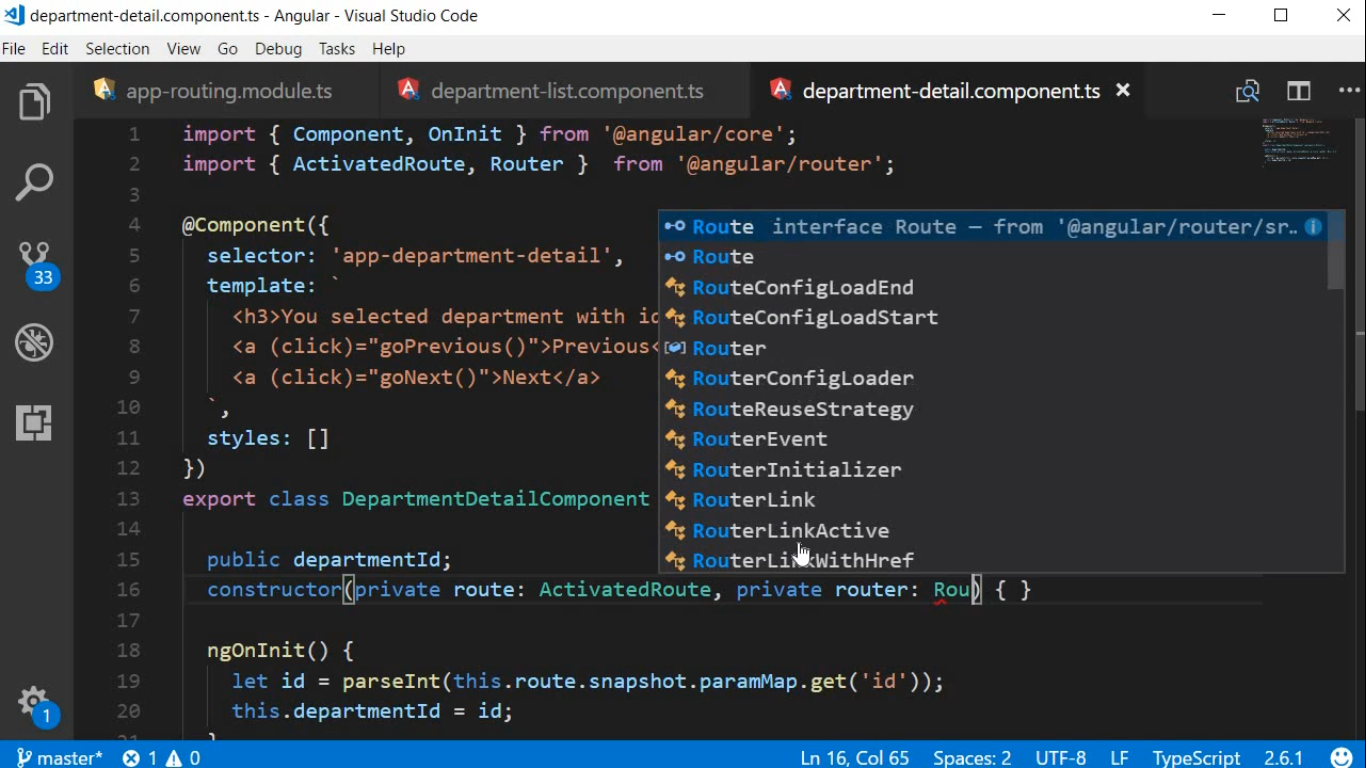 department-detail.component.ts - Angular - Visual Studio Code
File Edit Selection View Go Debug Tasks Help
app-routing.module.ts department-list.component.ts department-detail.component.ts
1 import { Component, OnInit } from '@angular/core';
2 import { ActivatedRoute, Router }  from '@angular/router';
3
4 @Component({
5 selector: 'app-department-detail',
6 template: `
7 <h3>You selected department with id
8 <a (click)="goPrevious()">Previous<
9 <a (click)="goNext()">Next</a>
10 `,
11 styles: []
12 })
13 export class DepartmentDetailComponent
14
15 public departmentId;
16 constructor(private route: ActivatedRoute, private router: Rou) { }
17
18 ngOnInit() {
19 let id = parseInt(this.route.snapshot.paramMap.get('id'));
20 this.departmentId = id;
21 }
Route interface Route — from '@angular/router/sr…
Route
RouteConfigLoadEnd
RouteConfigLoadStart
Router
RouterConfigLoader
RouteReuseStrategy
RouterEvent
RouterInitializer
RouterLink
RouterLinkActive
RouterLinkWithHref
33
1
master* 1 0 Ln 16, Col 65 Spaces: 2 UTF-8 LF TypeScript 2.6.1